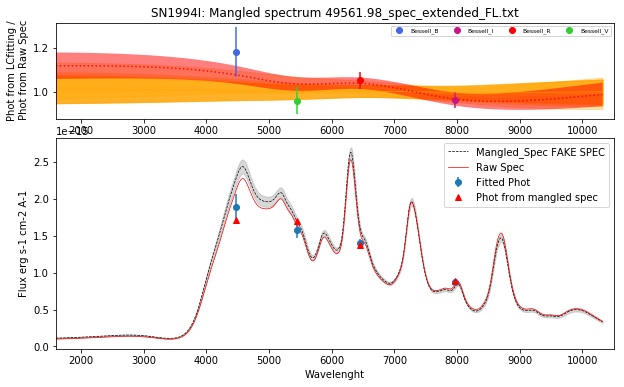 SN1994I: Mangled spectrum 49561.98_spec_extended_FL.txt
Phot from LCfitting /
Phot from Raw Spec
1.2
1.0
Bessell_B
Bessell_I
Bessell_R
Bessell_V
2000 3000 4000 5000 6000 7000 8000 9000 10000
Flux erg s-1 cm-2 A-1
2.5
2.0
1.5
1.0
0.5
0.0
Mangled_Spec FAKE SPEC
Raw Spec
Fitted Phot
Phot from mangled spec
2000 3000 4000 5000 6000 7000 8000 9000 10000
Wavelenght